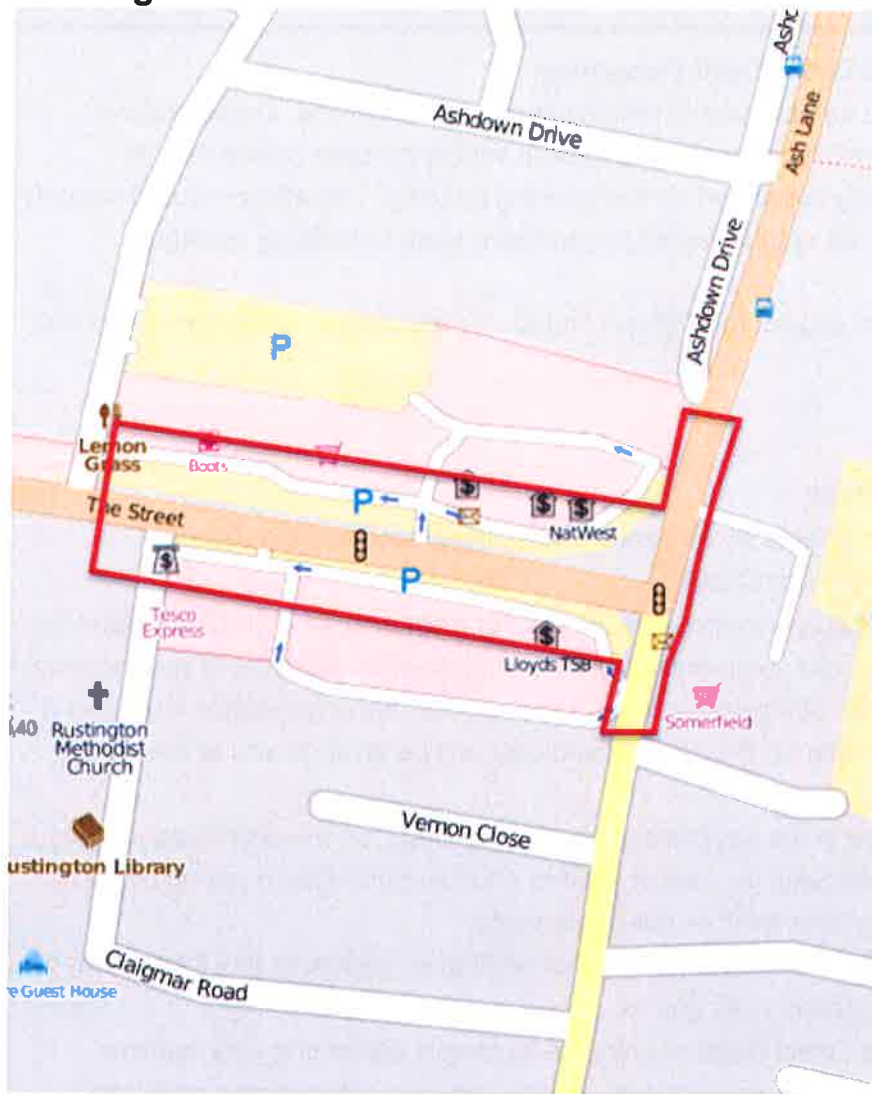 Ashdown Drive
Ash Lane
Ashdown Drive
P
Lemon
Grass
Boots
P
The Street
NatWest
P
Tesco
Express
Lloyds TSB
Somerfield
Rustington
Methodist
Church
Vernon Close
ustington Library
Claigmar Road
e Guest House